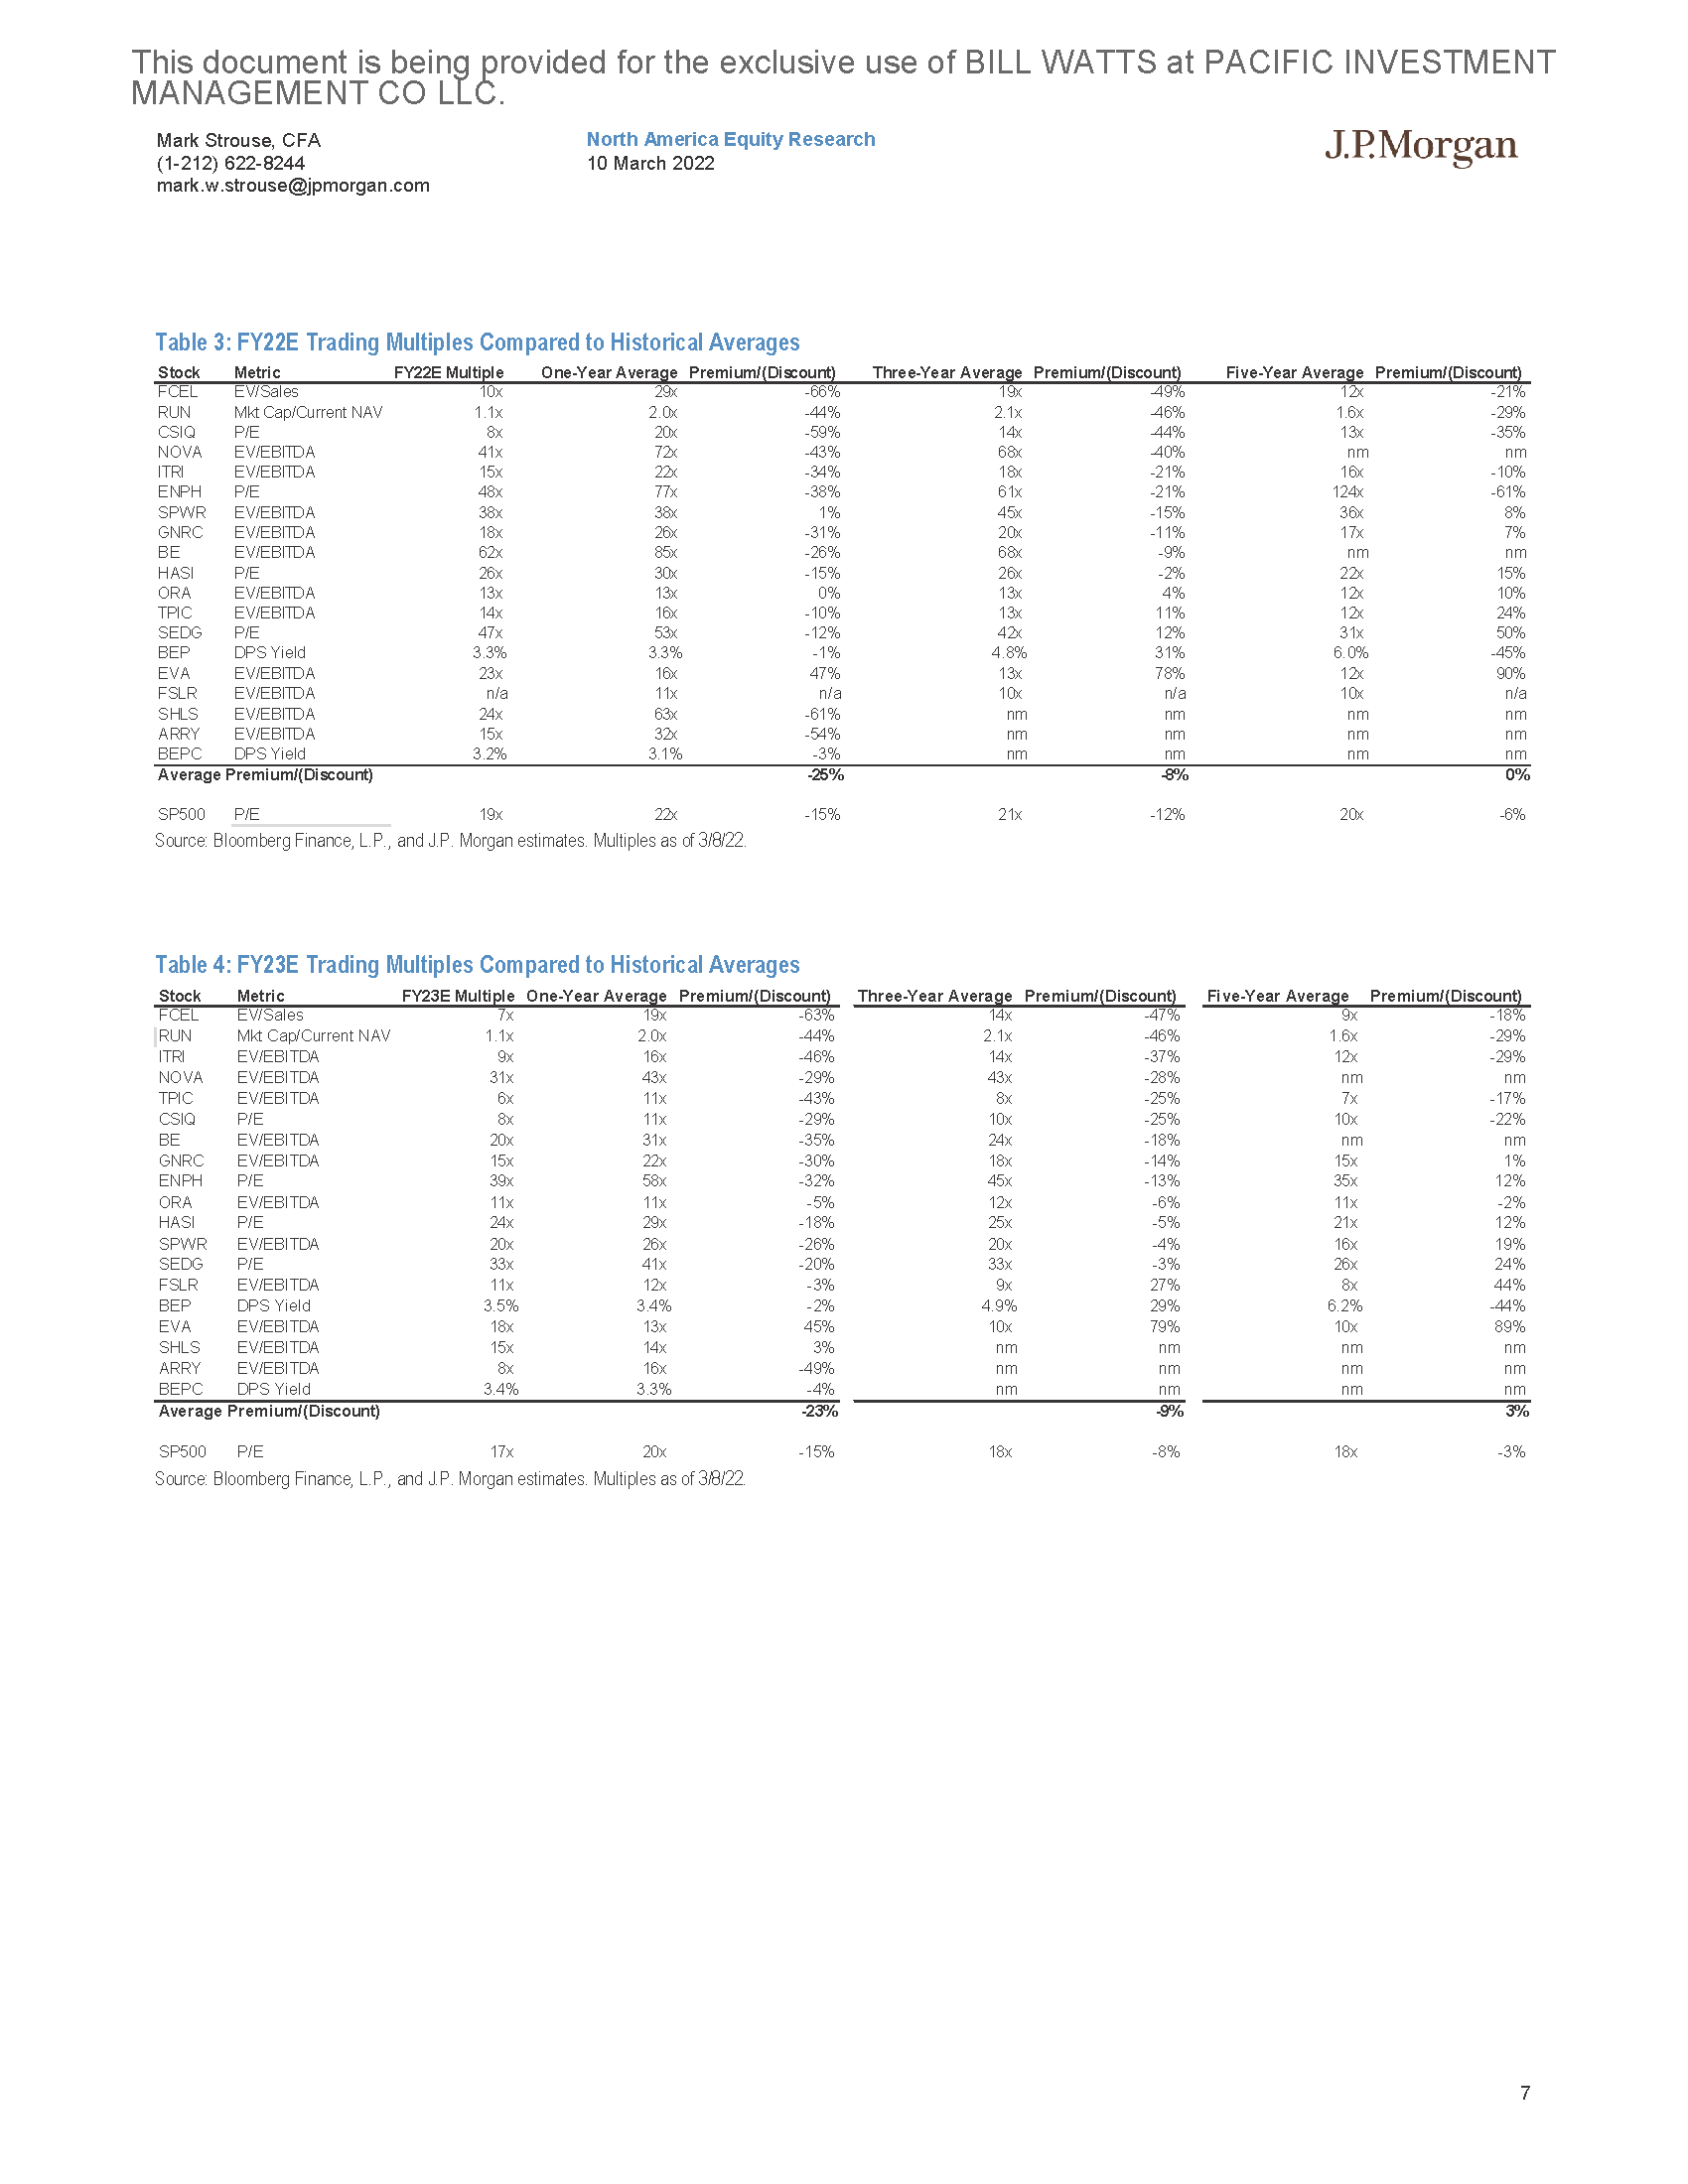 This document is being provided for the exclusive use of BILL WATTS at PACIFIC INVESTMENT
MANAGEMENT CO LLC.
Mark Strouse, CFA North America Equity Research J.P.Morgan
(1-212) 622-8244 10 March 2022
mark.w.strouse@jpmorgan.com
Table 3: FY22E Trading Multiples Compared to Historical Averages
Stock Metric FY22E Multiple One-Year Average Premium/(Discount) Three-Year Average Premium/(Discount) Five-Year Average Premium/(Discount)
FCEL EV/Sales 10x 29x -66% 19x -49% 12x -21%
RUN Mkt Cap/Current NAV 1.1x 2.0x -44% 2.1x -46% 1.6x -29%
CSIQ P/E 8x 20x -59% 14x -44% 13x -35%
NOVA EV/EBITDA 41x 72x -43% 68x -40% nm nm
ITRI EV/EBITDA 15x 22x -34% 18x -21% 16x -10%
ENPH P/E 48x 77x -38% 61x -21% 124x -61%
SPWR EV/EBITDA 38x 38x 1% 45x -15% 36x 8%
GNRC EV/EBITDA 18x 26x -31% 20x -11% 17x 7%
BE EV/EBITDA 62x 85x -26% 68x -9% nm nm
HASI P/E 26x 30x -15% 26x -2% 22x 15%
ORA EV/EBITDA 13x 13x 0% 13x 4% 12x 10%
TPIC EV/EBITDA 14x 16x -10% 13x 11% 12x 24%
SEDG P/E 47x 53x -12% 42x 12% 31x 50%
BEP DPS Yield 3.3% 3.3% -1% 4.8% 31% 6.0% -45%
EVA EV/EBITDA 23x 16x 47% 13x 78% 12x 90%
FSLR EV/EBITDA n/a 11x n/a 10x n/a 10x n/a
SHLS EV/EBITDA 24x 63x -61% nm nm nm nm
ARRY EV/EBITDA 15x 32x -54% nm nm nm nm
BEPC DPS Yield 3.2% 3.1% -3% nm nm nm nm
Average Premium/(Discount) -25% -8% 0%
SP500 P/E 19x 22x -15% 21x -12% 20x -6%
Source: Bloomberg Finance, L.P., and J.P. Morgan estimates. Multiples as of 3/8/22.
Table 4: FY23E Trading Multiples Compared to Historical Averages
Stock Metric FY23E Multiple One-Year Average Premium/(Discount) Three-Year Average Premium/(Discount) Five-Year Average Premium/(Discount)
FCEL EV/Sales 7x 19x -63% 14x -47% 9x -18%
RUN Mkt Cap/Current NAV 1.1x 2.0x -44% 2.1x -46% 1.6x -29%
ITRI EV/EBITDA 9x 16x -46% 14x -37% 12x -29%
NOVA EV/EBITDA 31x 43x -29% 43x -28% nm nm
TPIC EV/EBITDA 6x 11x -43% 8x -25% 7x -17%
CSIQ P/E 8x 11x -29% 10x -25% 10x -22%
BE EV/EBITDA 20x 31x -35% 24x -18% nm nm
GNRC EV/EBITDA 15x 22x -30% 18x -14% 15x 1%
ENPH P/E 39x 58x -32% 45x -13% 35x 12%
ORA EV/EBITDA 11x 11x -5% 12x -6% 11x -2%
HASI P/E 24x 29x -18% 25x -5% 21x 12%
SPWR EV/EBITDA 20x 26x -26% 20x -4% 16x 19%
SEDG P/E 33x 41x -20% 33x -3% 26x 24%
FSLR EV/EBITDA 11x 12x -3% 9x 27% 8x 44%
BEP DPS Yield 3.5% 3.4% -2% 4.9% 29% 6.2% -44%
EVA EV/EBITDA 18x 13x 45% 10x 79% 10x 89%
SHLS EV/EBITDA 15x 14x 3% nm nm nm nm
ARRY EV/EBITDA 8x 16x -49% nm nm nm nm
BEPC DPS Yield 3.4% 3.3% -4% nm nm nm nm
Average Premium/(Discount) -23% -9% 3%
SP500 P/E 17x 20x -15% 18x -8% 18x -3%
Source: Bloomberg Finance, L.P., and J.P. Morgan estimates. Multiples as of 3/8/22.
7